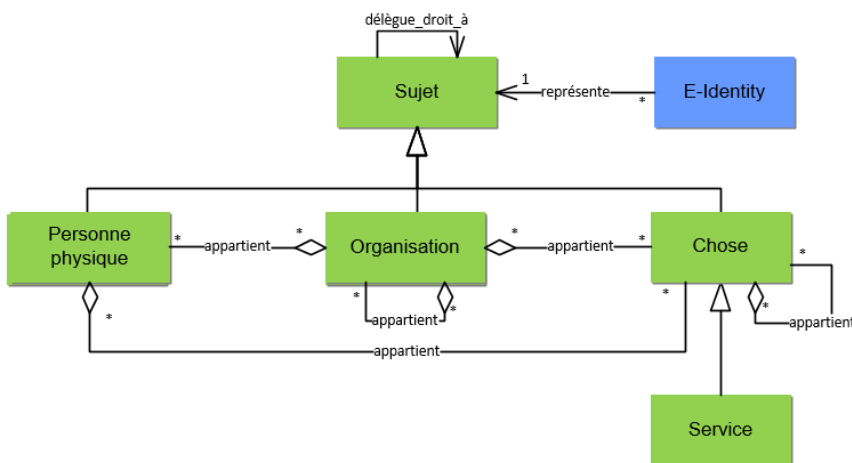 délègue_droit_à
Sujet
1
représente
*
E-Identity
Personne
physique
*
appartient
*
Organisation
*
appartient
*
Chose
*
*
*
appartient
*
*
*
appartient
appartient
Service